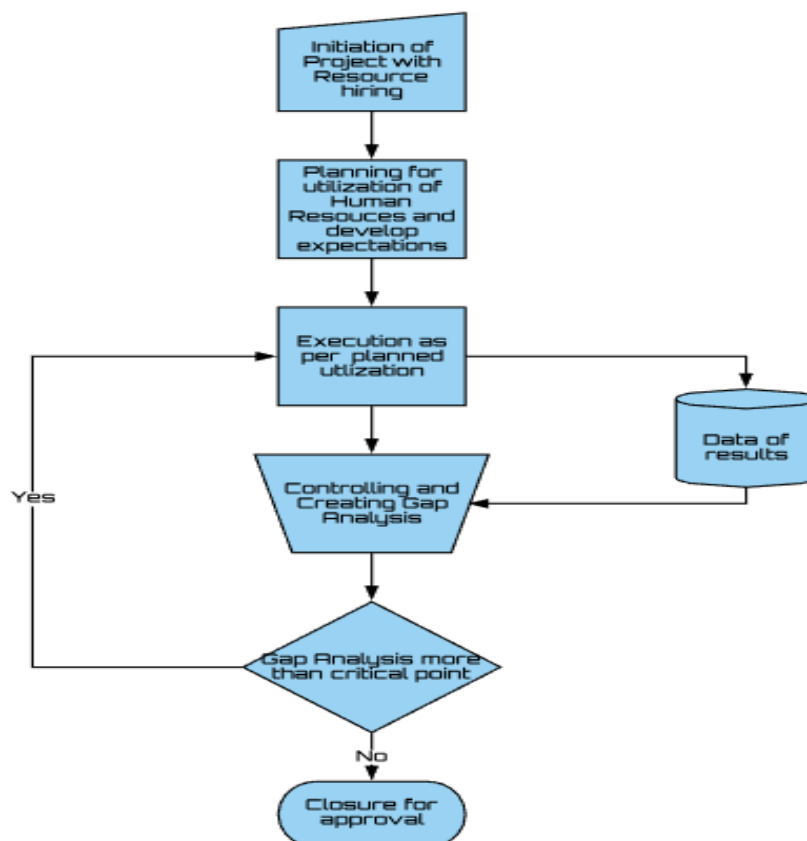 Initiation of
Project with
Resource
hiring
Planning for
utilization of
Human
Resouces and
develop
expectations
Execution as
per planned
utlization
Data of
results
Yes
Controlling and
Creating Gap
Analysis
Gap Analysis more
than critical point
No
Closure for
approval